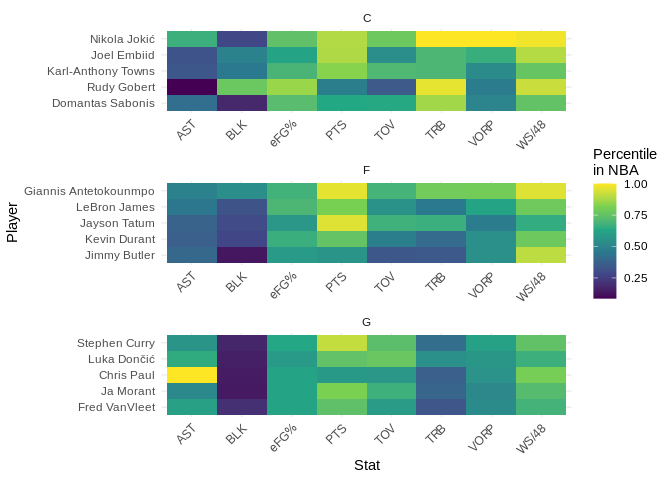 C
Nikola Jokić
Joel Embiid
Karl-Anthony Towns
Rudy Gobert
Domantas Sabonis
AST BLK eFG% PTS TOV TRB VORP WS/48
F
Giannis Antetokounmpo
LeBron James
Jayson Tatum
Kevin Durant
Jimmy Butler
AST BLK eFG% PTS TOV TRB VORP WS/48
G
Stephen Curry
Luka Dončić
Chris Paul
Ja Morant
Fred VanVleet
AST BLK eFG% PTS TOV TRB VORP WS/48
Stat
Player
Percentile
in NBA
1.00
0.75
0.50
0.25